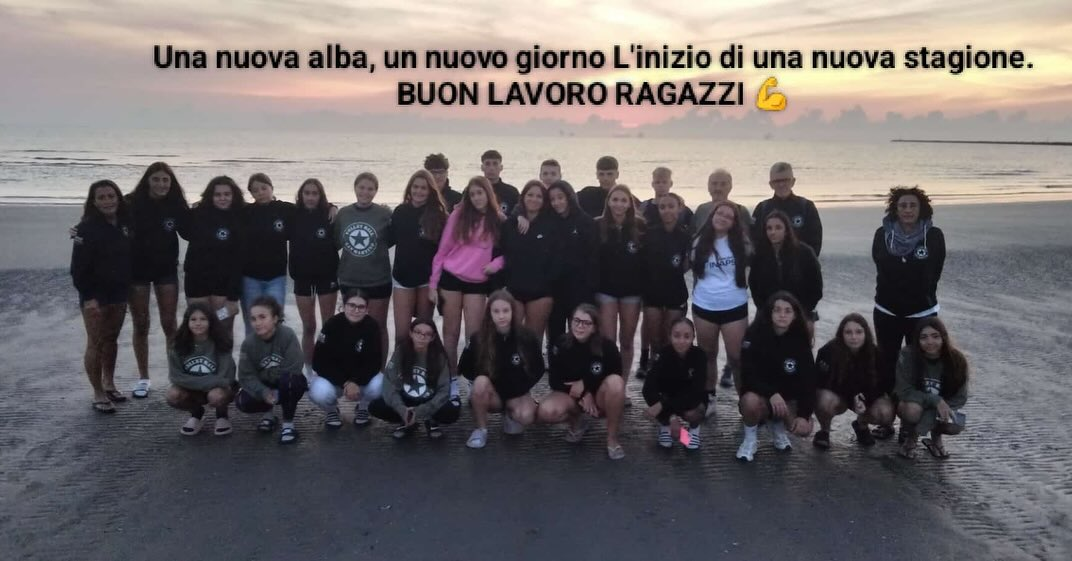 Una nuova alba, un nuovo giorno L'inizio di una nuova stagione.
BUON LAVORO RAGAZZI 💪